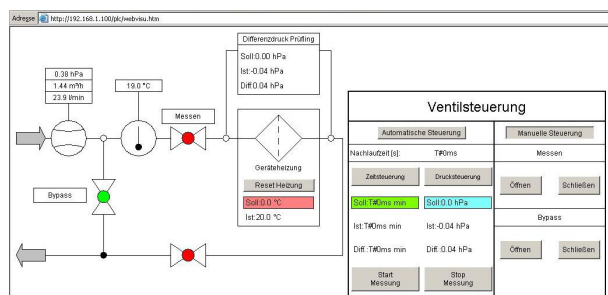 Adresse http://192.168.1.100/plc/webvisu.htm
Differenzdruck Prüfling
Soll:0.00 hPa
Ist:-0.04 hPa
Diff:0.04 hPa
0.38 hPa
1.44 m³/h
23.9 l/min
19.0 °C
Messen
Bypass
Geräteheizung
Reset Heizung
Soll:0.0 °C
Ist:20.0 °C
Ventilsteuerung
Automatische Steuerung
Manuelle Steuerung
Nachlaufzeit [s]: T#0ms
Messen
Zeitsteuerung
Drucksteuerung
Öffnen
Schließen
Soll:T#0ms min
Soll:0.0 hPa
Bypass
Ist:T#0ms min
Ist:-0.04 hPa
Öffnen
Schließen
Diff.:T#0ms min
Diff.:0.04 hPa
Start
Messung
Stop
Messung